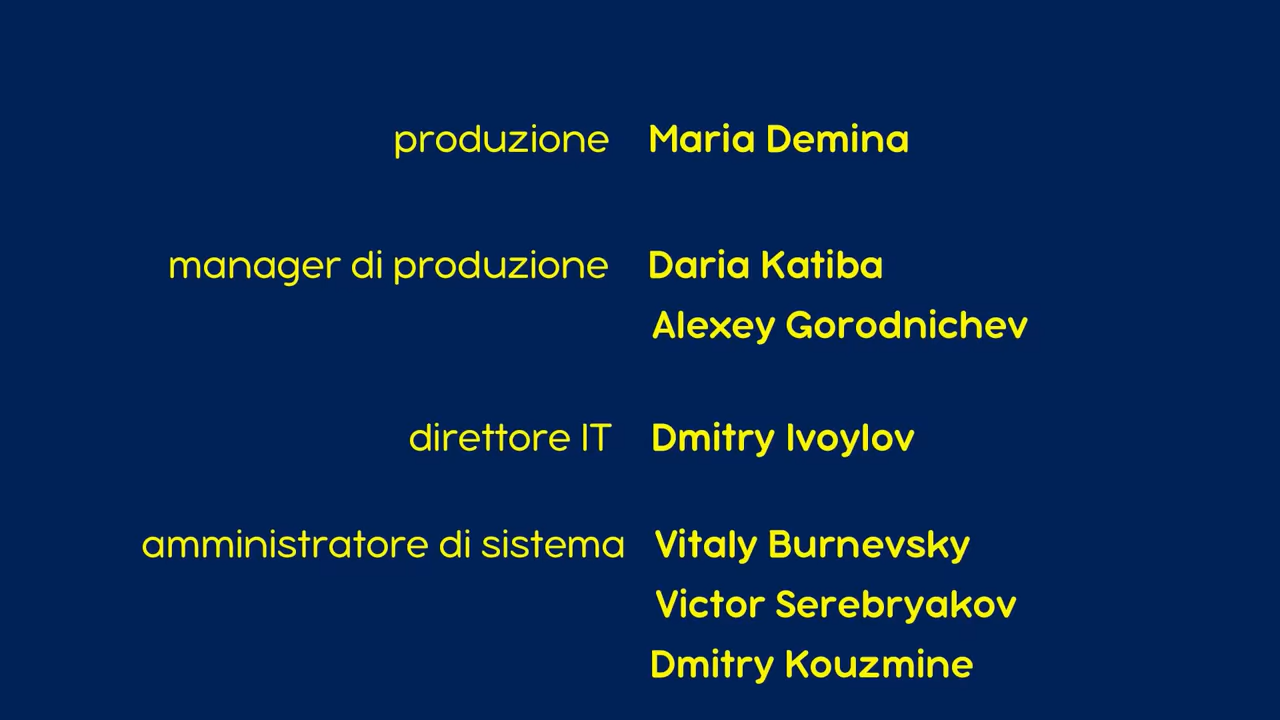 produzione Maria Demina
manager di produzione Daria Katiba
Alexey Gorodnichev
direttore IT Dmitry Ivoylov
amministratore di sistema Vitaly Burnevsky
Victor Serebryakov
Dmitry Kouzmine